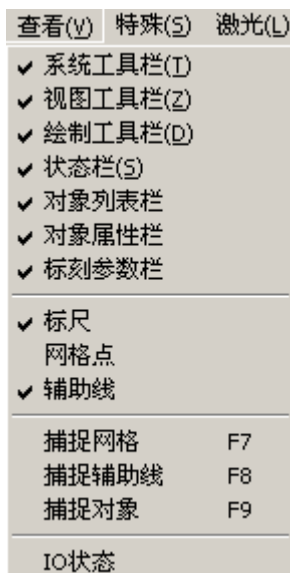 查看(V) 特殊(S) 激光(L)
系统工具栏(T)
视图工具栏(Z)
绘制工具栏(D)
状态栏(S)
对象列表栏
对象属性栏
标刻参数栏
标尺
网格点
辅助线
捕捉网格 F7
捕捉辅助线 F8
捕捉对象 F9
IO状态